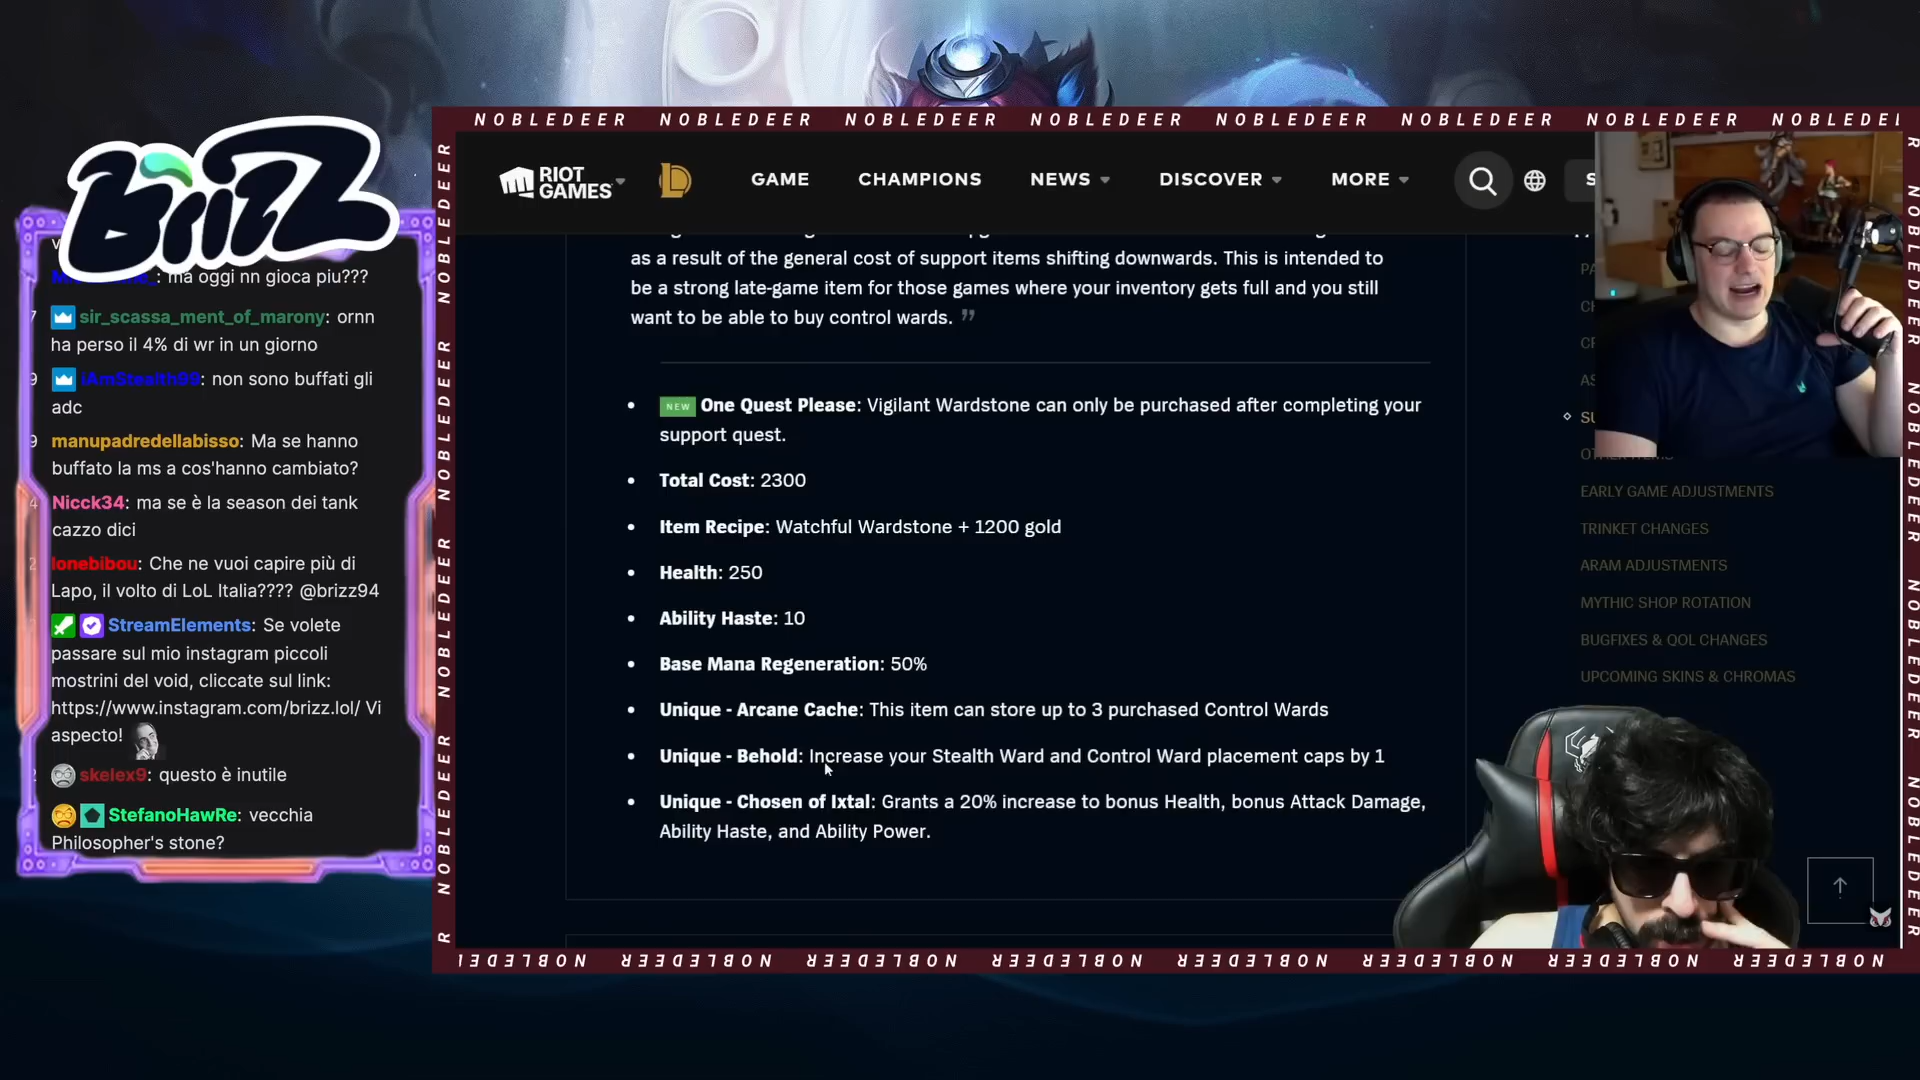 NOBLEDEER NOBLEDEER NOBLEDEER NOBLEDEER NOBLEDEER NOBLEDEER NOBLEDEER
BrizZ
RIOT
GAMES
GAME
CHAMPIONS
NEWS
DISCOVER
MORE
as a result of the general cost of support items shifting downwards. This is intended to
be a strong late-game item for those games where your inventory gets full and you still
want to be able to buy control wards. ”
• NEW One Quest Please: Vigilant Wardstone can only be purchased after completing your
support quest.
• Total Cost: 2300
• Item Recipe: Watchful Wardstone + 1200 gold
• Health: 250
• Ability Haste: 10
• Base Mana Regeneration: 50%
• Unique - Arcane Cache: This item can store up to 3 purchased Control Wards
• Unique - Behold: Increase your Stealth Ward and Control Ward placement caps by 1
• Unique - Chosen of Ixtal: Grants a 20% increase to bonus Health, bonus Attack Damage,
Ability Haste, and Ability Power.
EARLY GAME ADJUSTMENTS
TRINKET CHANGES
ARAM ADJUSTMENTS
MYTHIC SHOP ROTATION
BUGFIXES & QOL CHANGES
UPCOMING SKINS & CHROMAS
: ma oggi nn gioca piu???
sir_scassa_ment_of_marony: ornn
ha perso il 4% di wr in un giorno
iAmStealth99: non sono buffati gli
adc
manupadredellabisso: Ma se hanno
buffato la ms a cos'hanno cambiato?
Nicck34: ma se è la season dei tank
cazzo dici
lonebibou: Che ne vuoi capire più di
Lapo, il volto di LoL Italia???? @brizz94
StreamElements: Se volete
passare sul mio instagram piccoli
mostrini del void, cliccate sul link:
https://www.instagram.com/brizz.lol/ Vi
aspecto!
skelex9: questo è inutile
StefanoHawRe: vecchia
Philosopher's stone?
NOBLEDEER NOBLEDEER NOBLEDEER NOBLEDEER NOBLEDEER NOBLEDEER NOBLEDEER NOBLEDEER